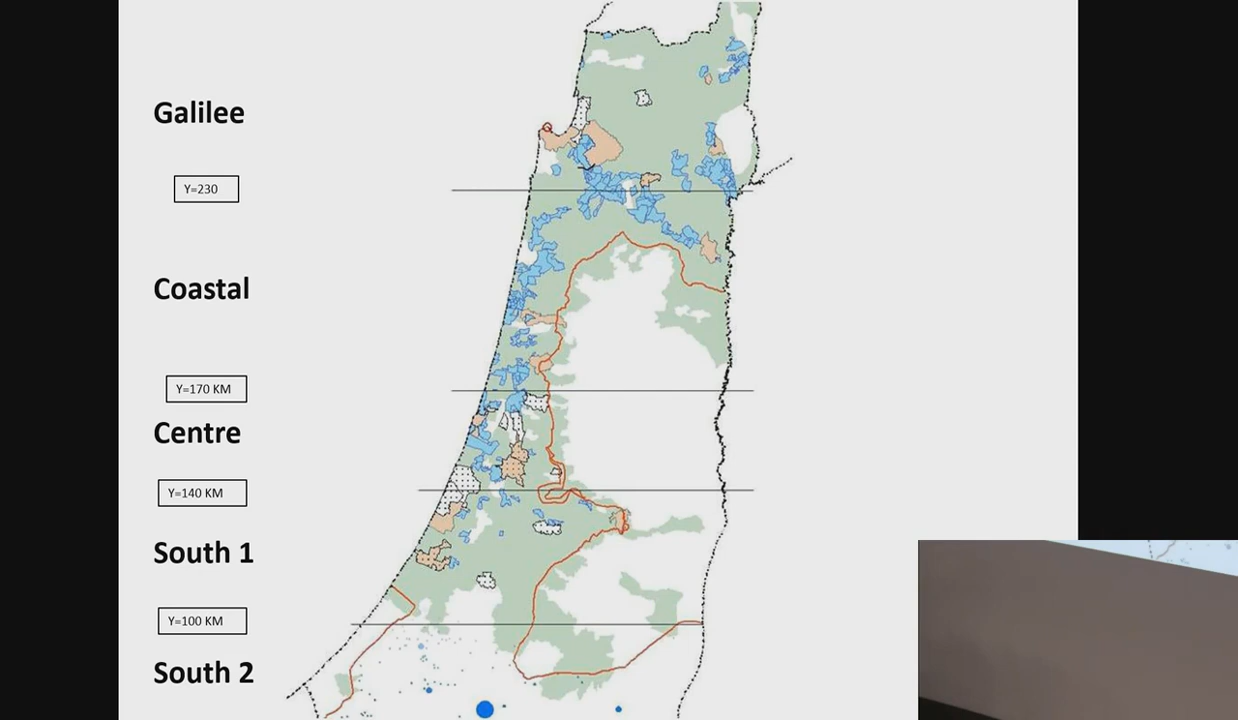 Galilee
Y=230
Coastal
Y=170 KM
Centre
Y=140 KM
South 1
Y=100 KM
South 2